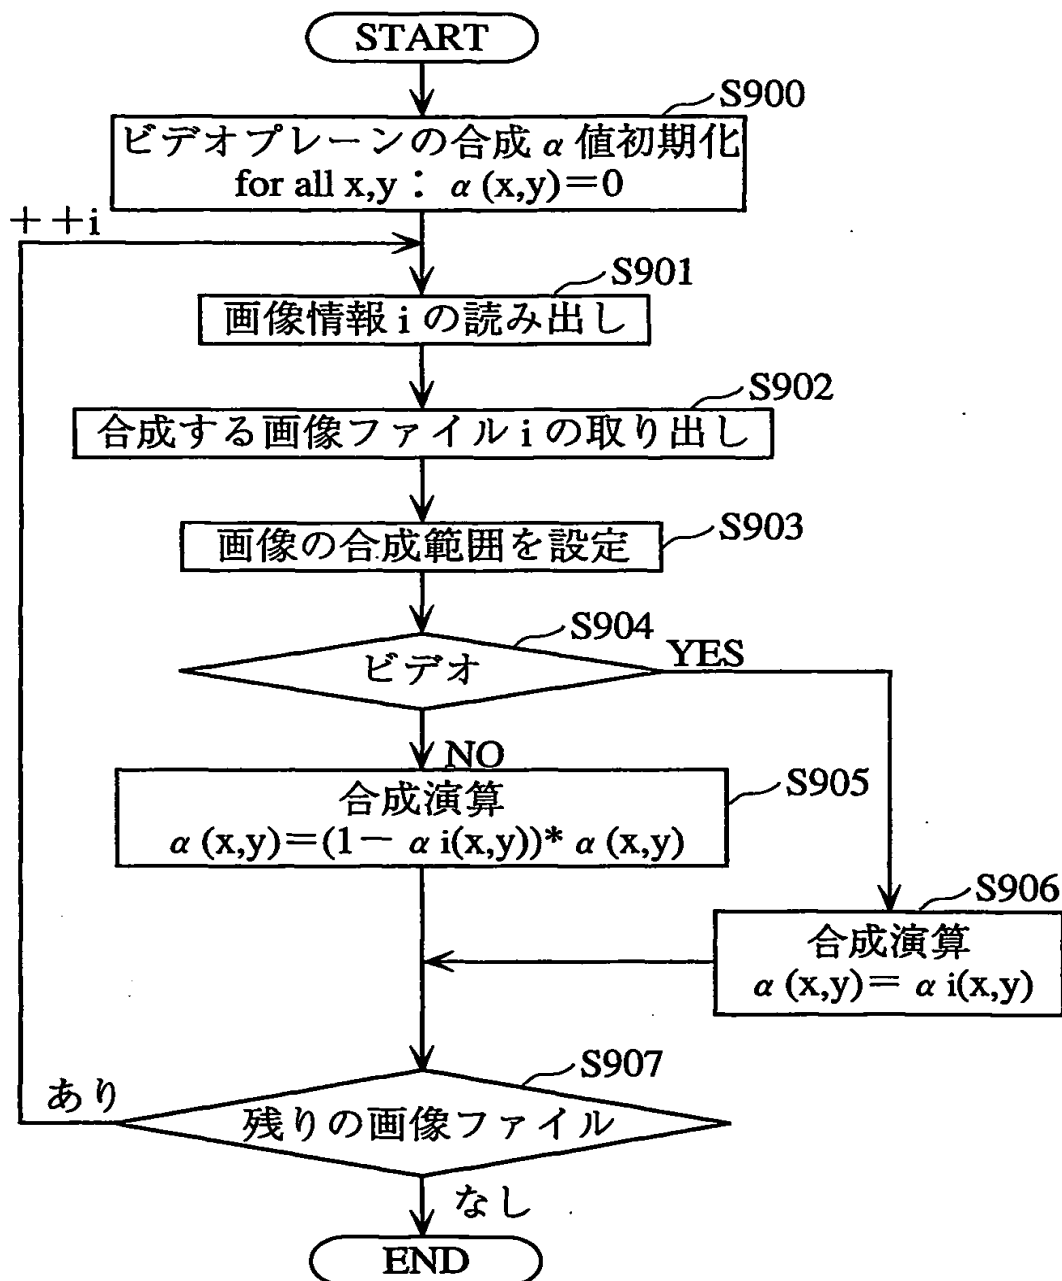 START
S900
ビデオプレーンの合成α値初期化
for all x,y : α(x,y)=0
++i
S901
画像情報iの読み出し
S902
合成する画像ファイルiの取り出し
S903
画像の合成範囲を設定
S904
ビデオ
YES
NO
S905
合成演算
α(x,y)=(1-αi(x,y))*α(x,y)
S906
合成演算
α(x,y)=αi(x,y)
S907
あり
残りの画像ファイル
なし
END